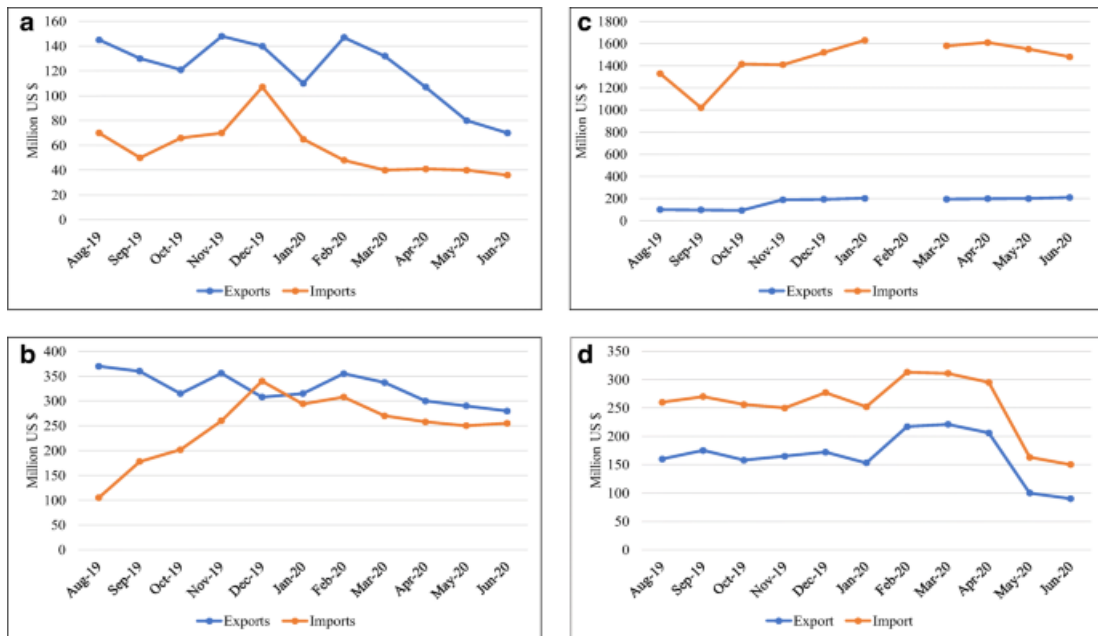 a
160
140
120
100
80
60
40
20
0
Million US $
Aug-19
Sep-19
Oct-19
Nov-19
Dec-19
Jan-20
Feb-20
Mar-20
Apr-20
May-20
Jun-20
Exports Imports
c
1800
1600
1400
1200
1000
800
600
400
200
0
Million US $
Aug-19
Sep-19
Oct-19
Nov-19
Dec-19
Jan-20
Feb-20
Mar-20
Apr-20
May-20
Jun-20
Exports Imports
b
400
350
300
250
200
150
100
50
0
Million US $
Aug-19
Sep-19
Oct-19
Nov-19
Dec-19
Jan-20
Feb-20
Mar-20
Apr-20
May-20
Jun-20
Exports Imports
d
350
300
250
200
150
100
50
0
Million US $
Aug-19
Sep-19
Oct-19
Nov-19
Dec-19
Jan-20
Feb-20
Mar-20
Apr-20
May-20
Jun-20
Export Import